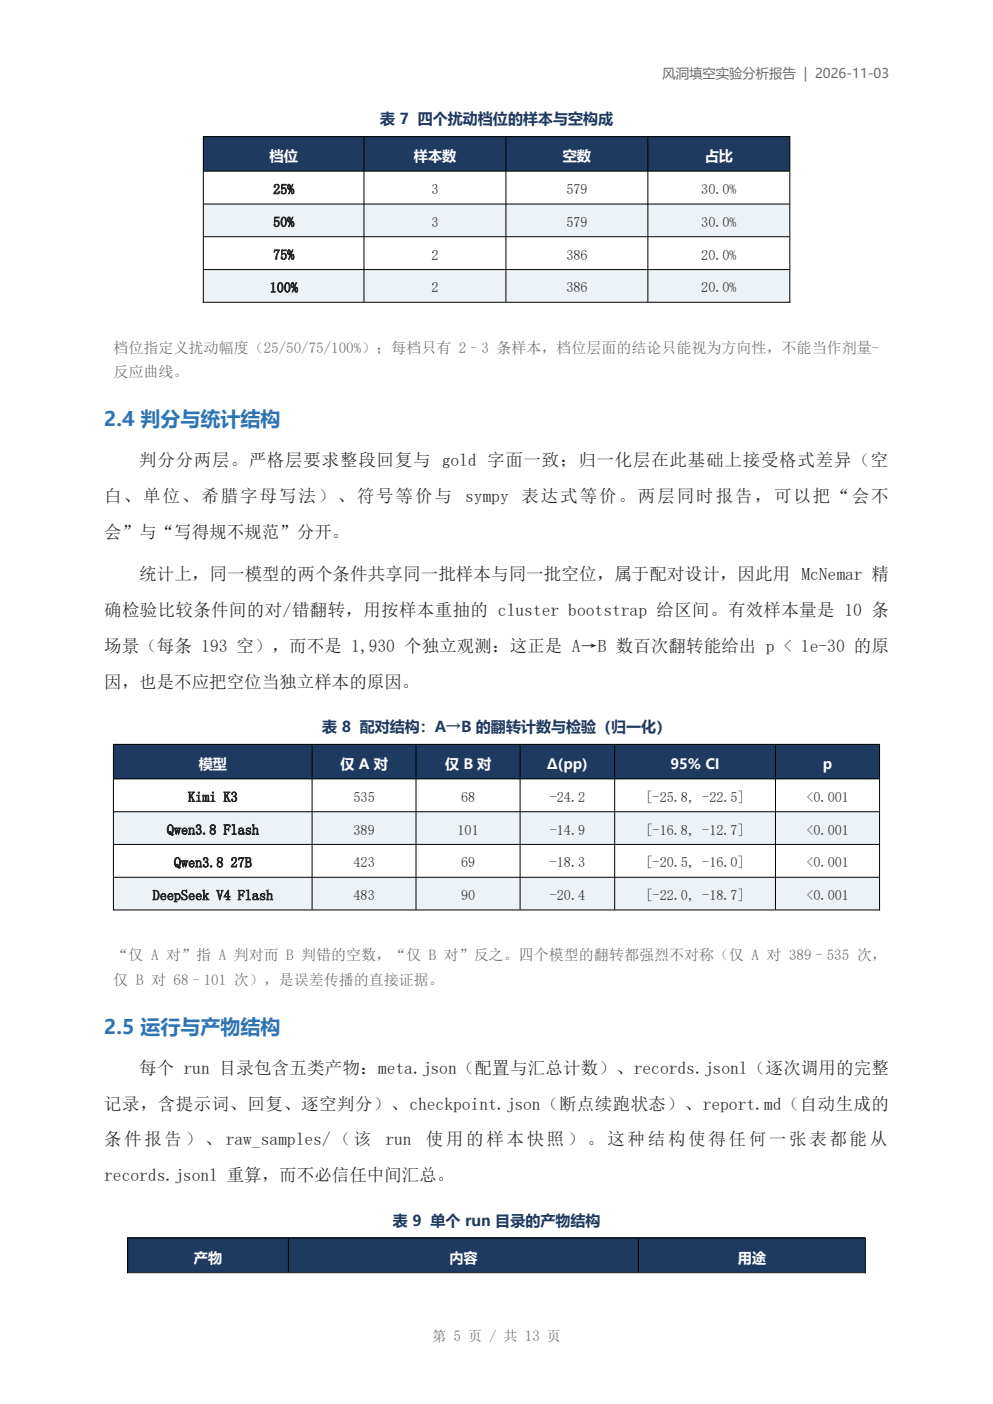 风洞填空实验分析报告 | 2026-11-03
表 7 四个扰动档位的样本与空构成
档位 样本数 空数 占比
25% 3 579 30.0%
50% 3 579 30.0%
75% 2 386 20.0%
100% 2 386 20.0%
档位指定义扰动幅度（25/50/75/100%）；每档只有 2–3 条样本，档位层面的结论只能视为方向性，不能当作剂量-
反应曲线。
2.4 判分与统计结构
判分分两层。严格层要求整段回复与 gold 字面一致；归一化层在此基础上接受格式差异（空
白、单位、希腊字母写法）、符号等价与 sympy 表达式等价。两层同时报告，可以把“会不
会”与“写得规不规范”分开。
统计上，同一模型的两个条件共享同一批样本与同一批空位，属于配对设计，因此用 McNemar 精
确检验比较条件间的对/错翻转，用按样本重抽的 cluster bootstrap 给区间。有效样本量是 10 条
场景（每条 193 空），而不是 1,930 个独立观测：这正是 A→B 数百次翻转能给出 p < 1e-30 的原
因，也是不应把空位当独立样本的原因。
表 8 配对结构：A→B 的翻转计数与检验（归一化）
模型 仅 A 对 仅 B 对 Δ(pp) 95% CI p
Kimi K3 535 68 -24.2 [-25.8, -22.5] <0.001
Qwen3.8 Flash 389 101 -14.9 [-16.8, -12.7] <0.001
Qwen3.8 27B 423 69 -18.3 [-20.5, -16.0] <0.001
DeepSeek V4 Flash 483 90 -20.4 [-22.0, -18.7] <0.001
“仅 A 对”指 A 判对而 B 判错的空数，“仅 B 对”反之。四个模型的翻转都强烈不对称（仅 A 对 389–535 次，
仅 B 对 68–101 次），是误差传播的直接证据。
2.5 运行与产物结构
每个 run 目录包含五类产物：meta.json（配置与汇总计数）、records.jsonl（逐次调用的完整
记录，含提示词、回复、逐空判分）、checkpoint.json（断点续跑状态）、report.md（自动生成的
条件报告）、raw_samples/（该 run 使用的样本快照）。这种结构使得任何一张表都能从
records.jsonl 重算，而不必信任中间汇总。
表 9 单个 run 目录的产物结构
产物 内容 用途
第 5 页 / 共 13 页